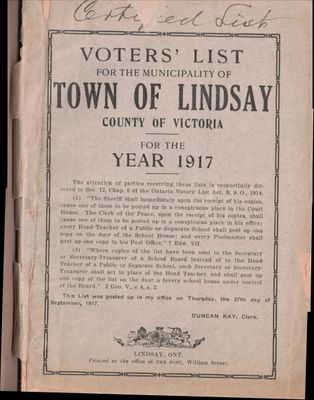 Certified List
VOTERS' LIST
FOR THE MUNICIPALITY OF
TOWN OF LINDSAY
COUNTY OF VICTORIA
FOR THE
YEAR 1917
The attention of parties receiving these lists is respectfully dir-
ected to Sec. 12, Chap. 6 of the Ontario Voters' List Act, R. S. O., 1914.
(1) "The Sheriff shall immediately upon the receipt of his copies,
cause one of them to be posted up in a conspicuous place in the Court
House. The Clerk of the Peace, upon the receipt of his copies, shall
cause one of them to be posted up in a conspicuous place in his office;
every Head Teacher of a Public or Separate School shall post up one
copy on the door of the School House; and every Postmaster shall
post up one copy in his Post Office," 7 Edw. VII.
(2) "Where copies of the list have been sent to the Secretary
or Secretary-Treasurer of a School Board instead of to the Head
Teacher of a Public or Separate School, such Secretary or Secretary-
Treasurer shall act in place of the Head Teacher, and shall post up
one copy of the list on the door o fevery school house under control
of the Board." 2 Geo. V., c 4, s. 2.
This List was posted up in my office on Thursday, the 27th day of
September, 1917.
DUNCAN RAY, Clerk.
LINDSAY, ONT.
Printed at the office of THE POST, William Street.